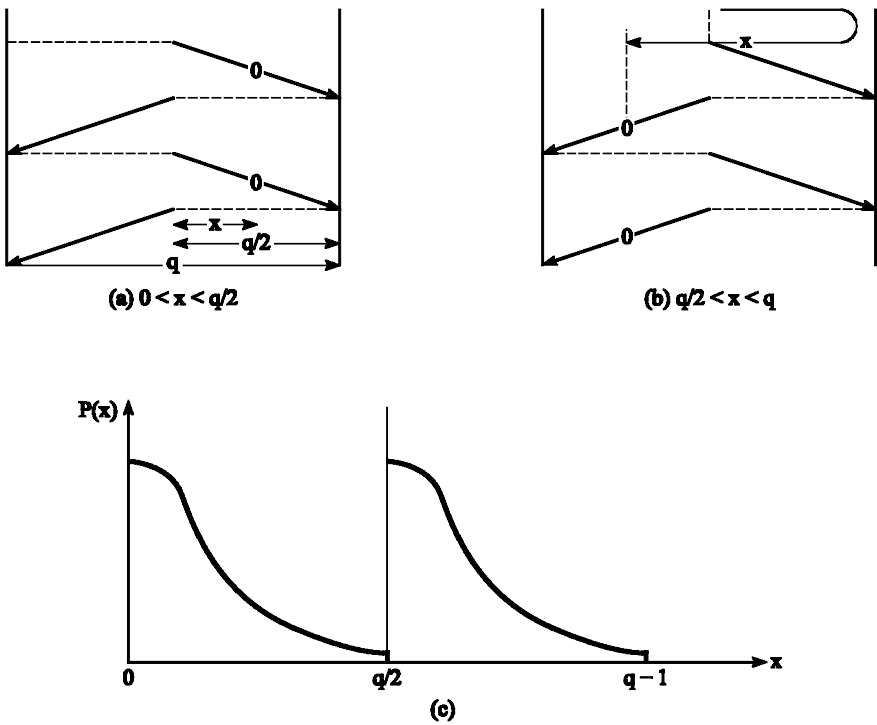 0
0
x
q/2
q
(a) 0 < x < q/2
x
0
0
(b) q/2 < x < q
P(x)
x
0
q/2
q – 1
(c)